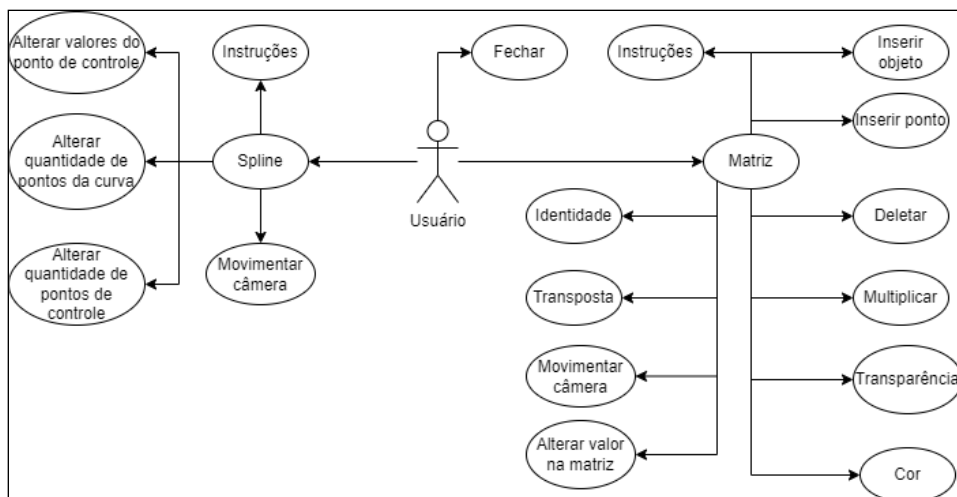 Alterar valores do
ponto de controle
Instruções
Fechar
Instruções
Inserir
objeto
Inserir ponto
Alterar
quantidade de
pontos da curva
Spline
Usuário
Matriz
Identidade
Deletar
Alterar
quantidade de
pontos de
controle
Movimentar
câmera
Transposta
Multiplicar
Movimentar
câmera
Transparência
Alterar valor
na matriz
Cor